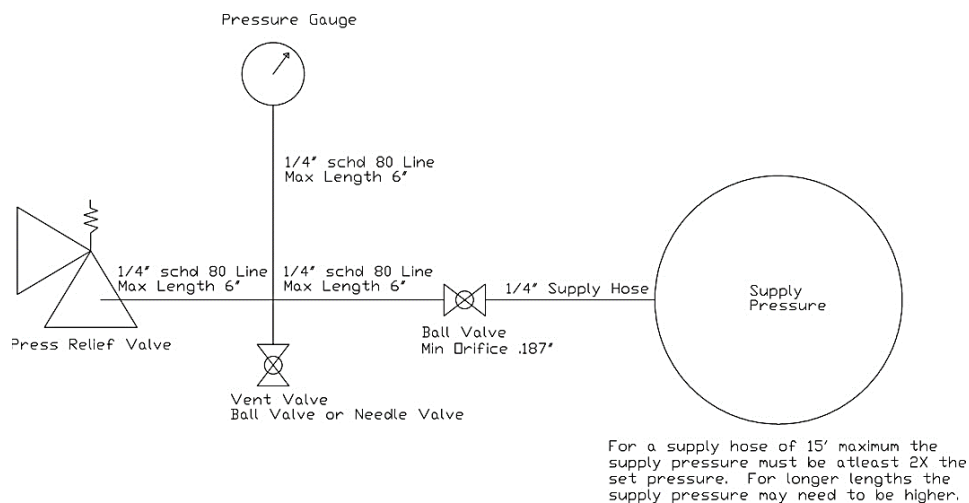 Pressure Gauge
1/4" schd 80 Line
Max Length 6"
1/4" schd 80 Line
Max Length 6"
1/4" schd 80 Line
Max Length 6"
1/4" Supply Hose
Supply
Pressure
Ball Valve
Min Orifice .187"
Press Relief Valve
Vent Valve
Ball Valve or Needle Valve
For a supply hose of 15' maximum the
supply pressure must be atleast 2X the
set pressure. For longer lengths the
supply pressure may need to be higher.